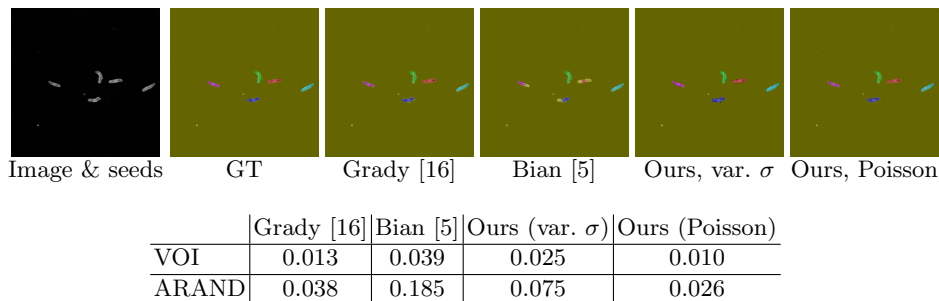 Image & seeds GT Grady [16] Bian [5] Ours, var. σ Ours, Poisson
Grady [16] Bian [5] Ours (var. σ) Ours (Poisson)
VOI 0.013 0.039 0.025 0.010
ARAND 0.038 0.185 0.075 0.026